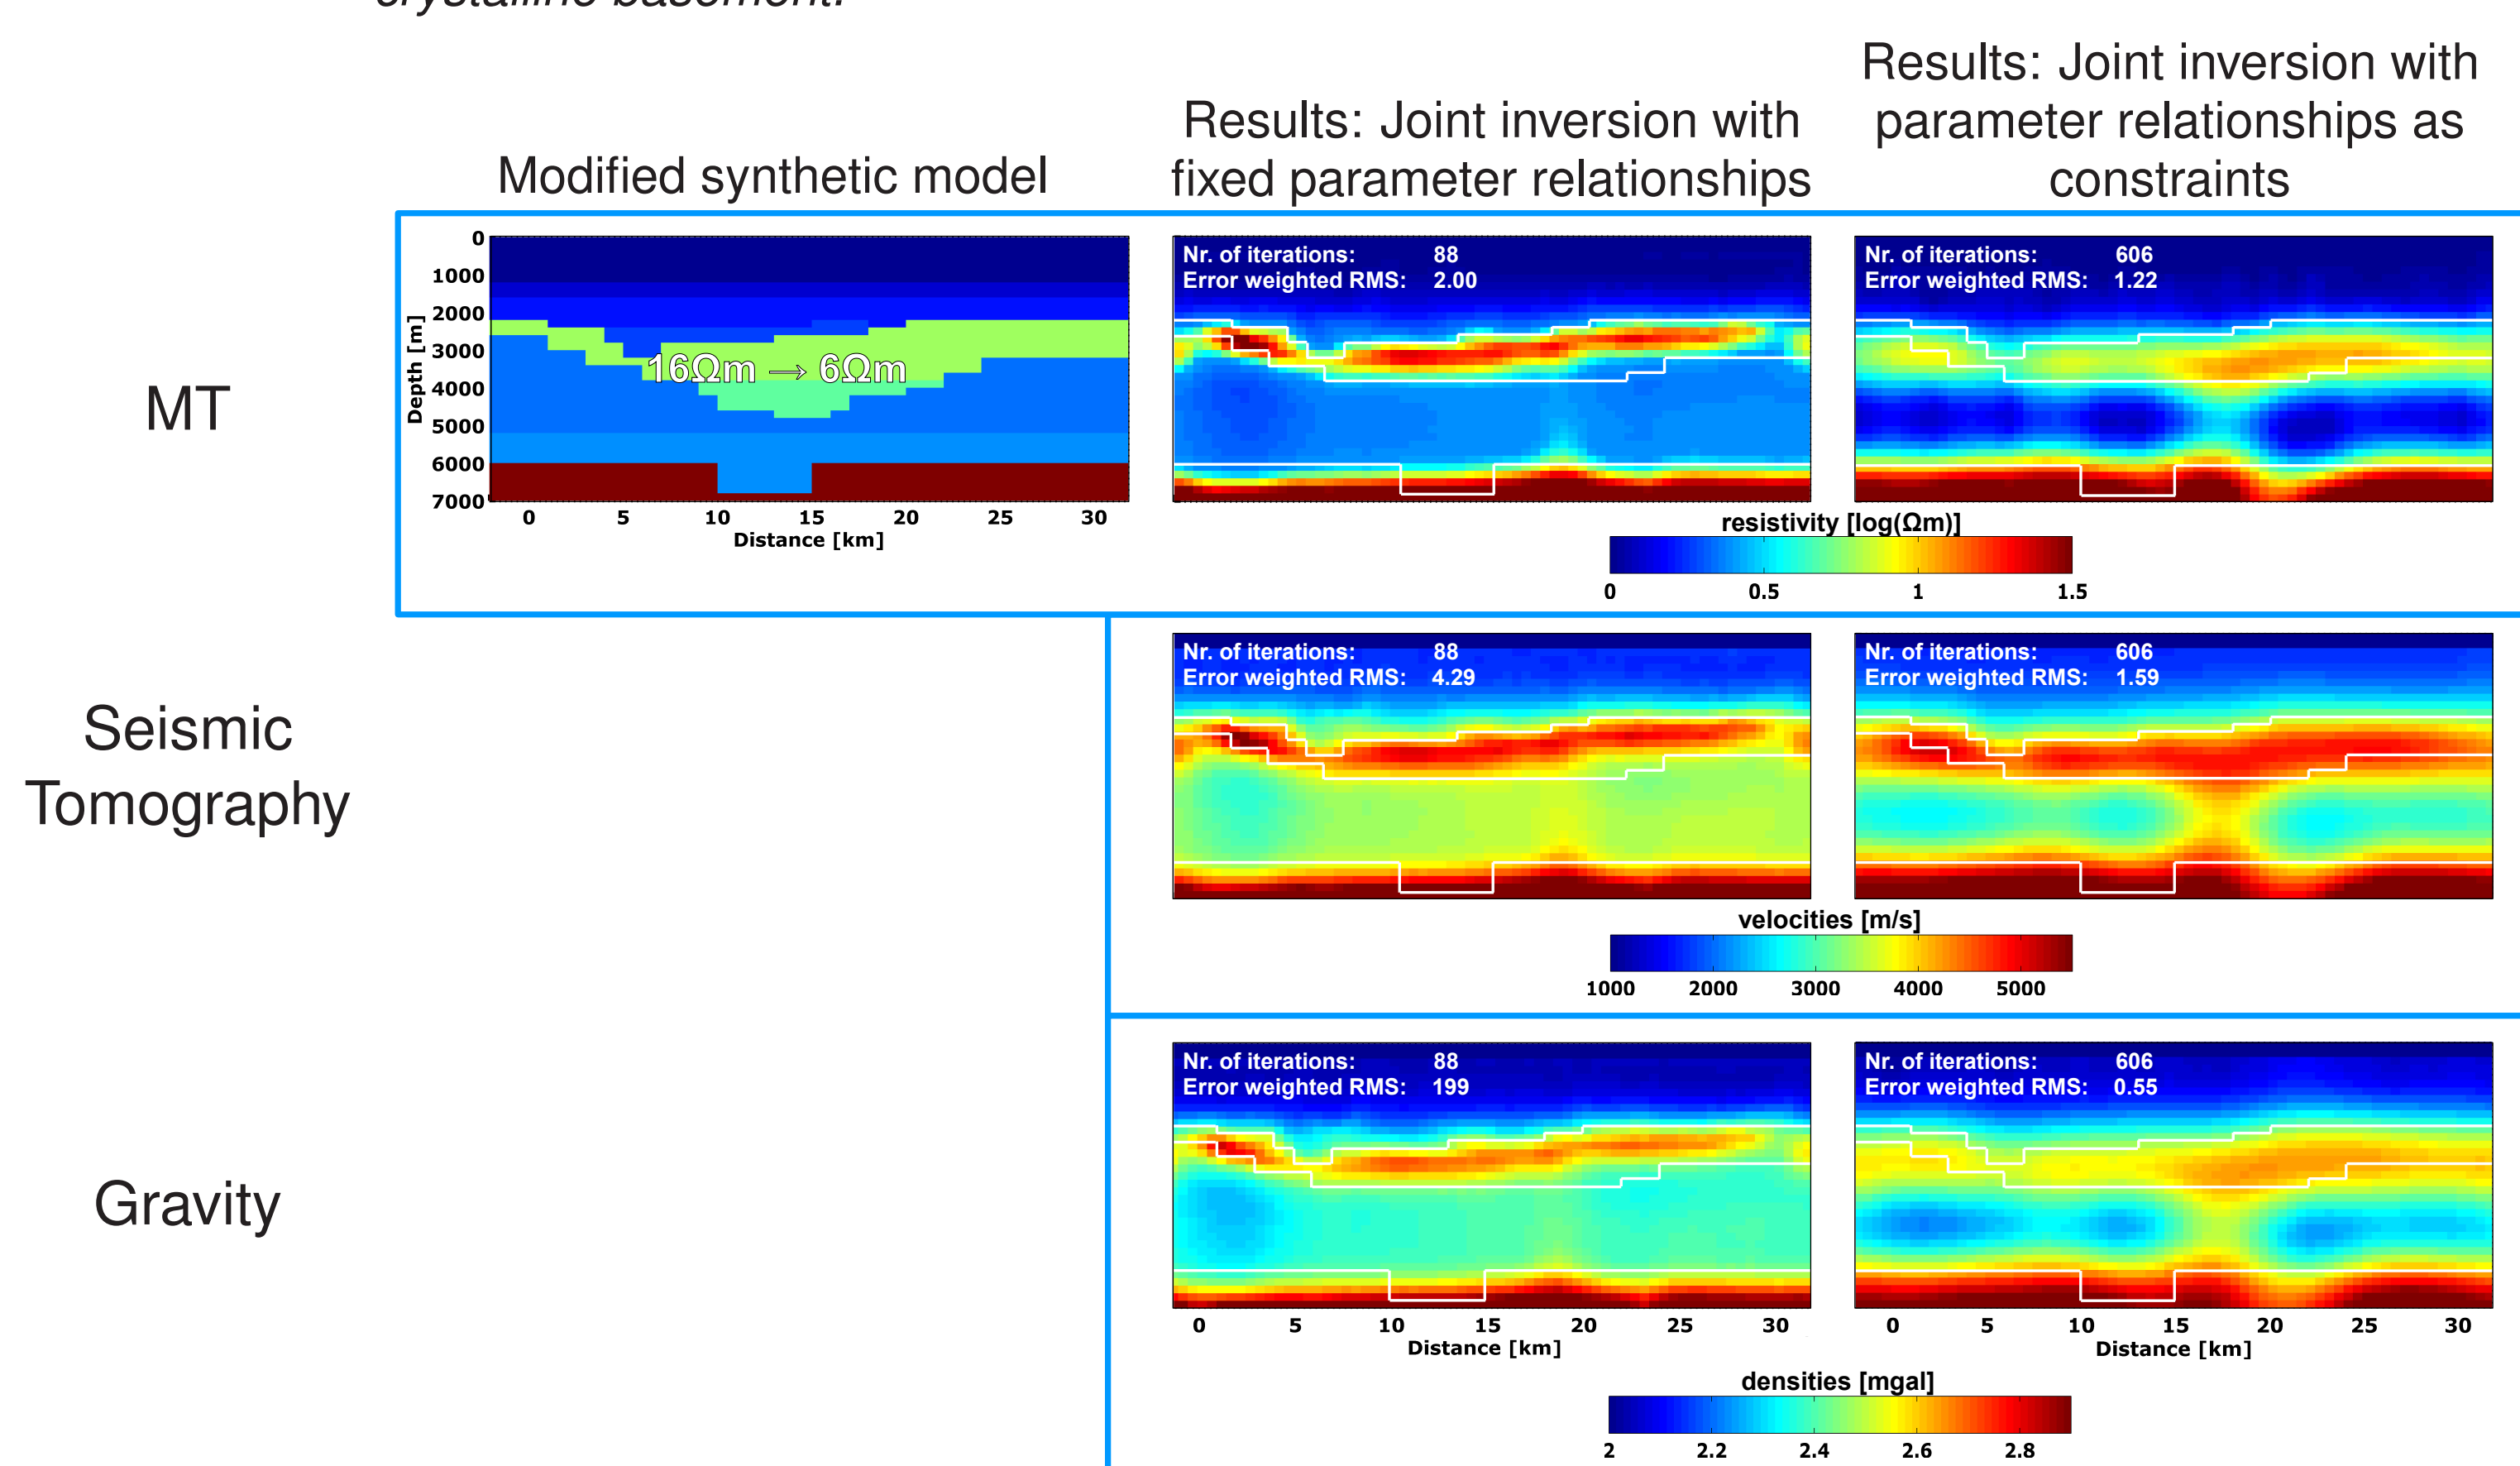 crystalline basement.
Results: Joint inversion with
parameter relationships as
constraints
Results: Joint inversion with
fixed parameter relationships
Modified synthetic model
MT
0
1000
2000
3000
4000
5000
6000
7000
Depth [m]
16Ωm → 6Ωm
0 5 10 15 20 25 30
Distance [km]
Nr. of iterations: 88
Error weighted RMS: 2.00
Nr. of iterations: 606
Error weighted RMS: 1.22
resistivity [log(Ωm)]
0 0.5 1 1.5
Seismic
Tomography
Nr. of iterations: 88
Error weighted RMS: 4.29
Nr. of iterations: 606
Error weighted RMS: 1.59
velocities [m/s]
1000 2000 3000 4000 5000
Gravity
Nr. of iterations: 88
Error weighted RMS: 199
Nr. of iterations: 606
Error weighted RMS: 0.55
0 5 10 15 20 25 30
Distance [km]
0 5 10 15 20 25 30
Distance [km]
densities [mgal]
2 2.2 2.4 2.6 2.8